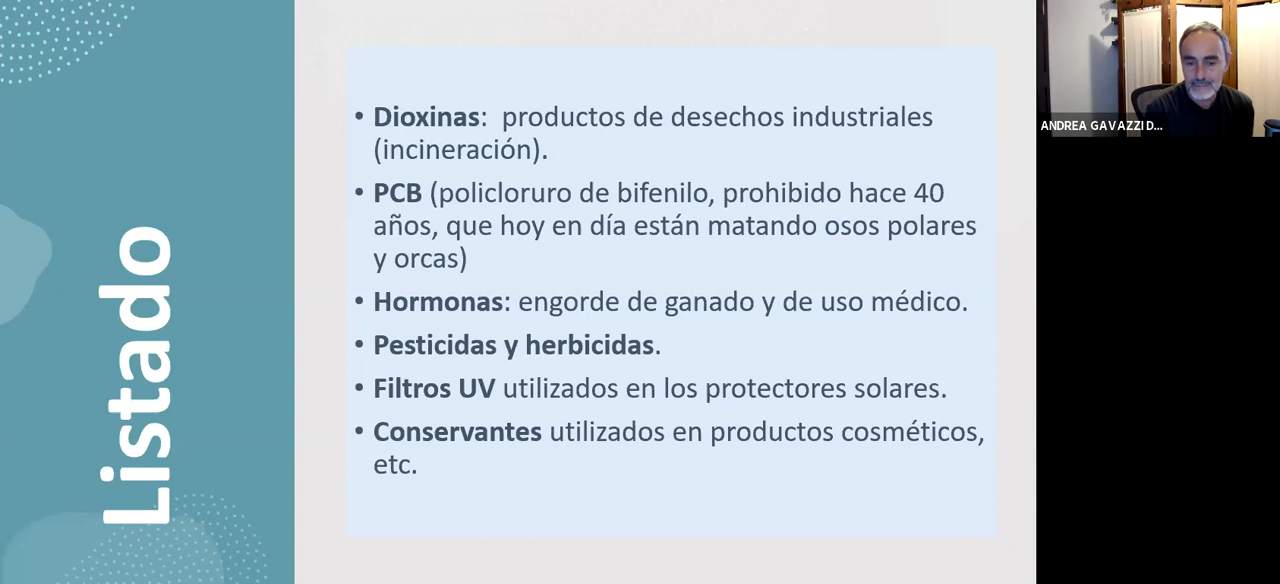 Listado
• Dioxinas:  productos de desechos industriales
(incineración).
• PCB (policloruro de bifenilo, prohibido hace 40
años, que hoy en día están matando osos polares
y orcas)
• Hormonas: engorde de ganado y de uso médico.
• Pesticidas y herbicidas.
• Filtros UV utilizados en los protectores solares.
• Conservantes utilizados en productos cosméticos,
etc.
ANDREA GAVAZZI D...